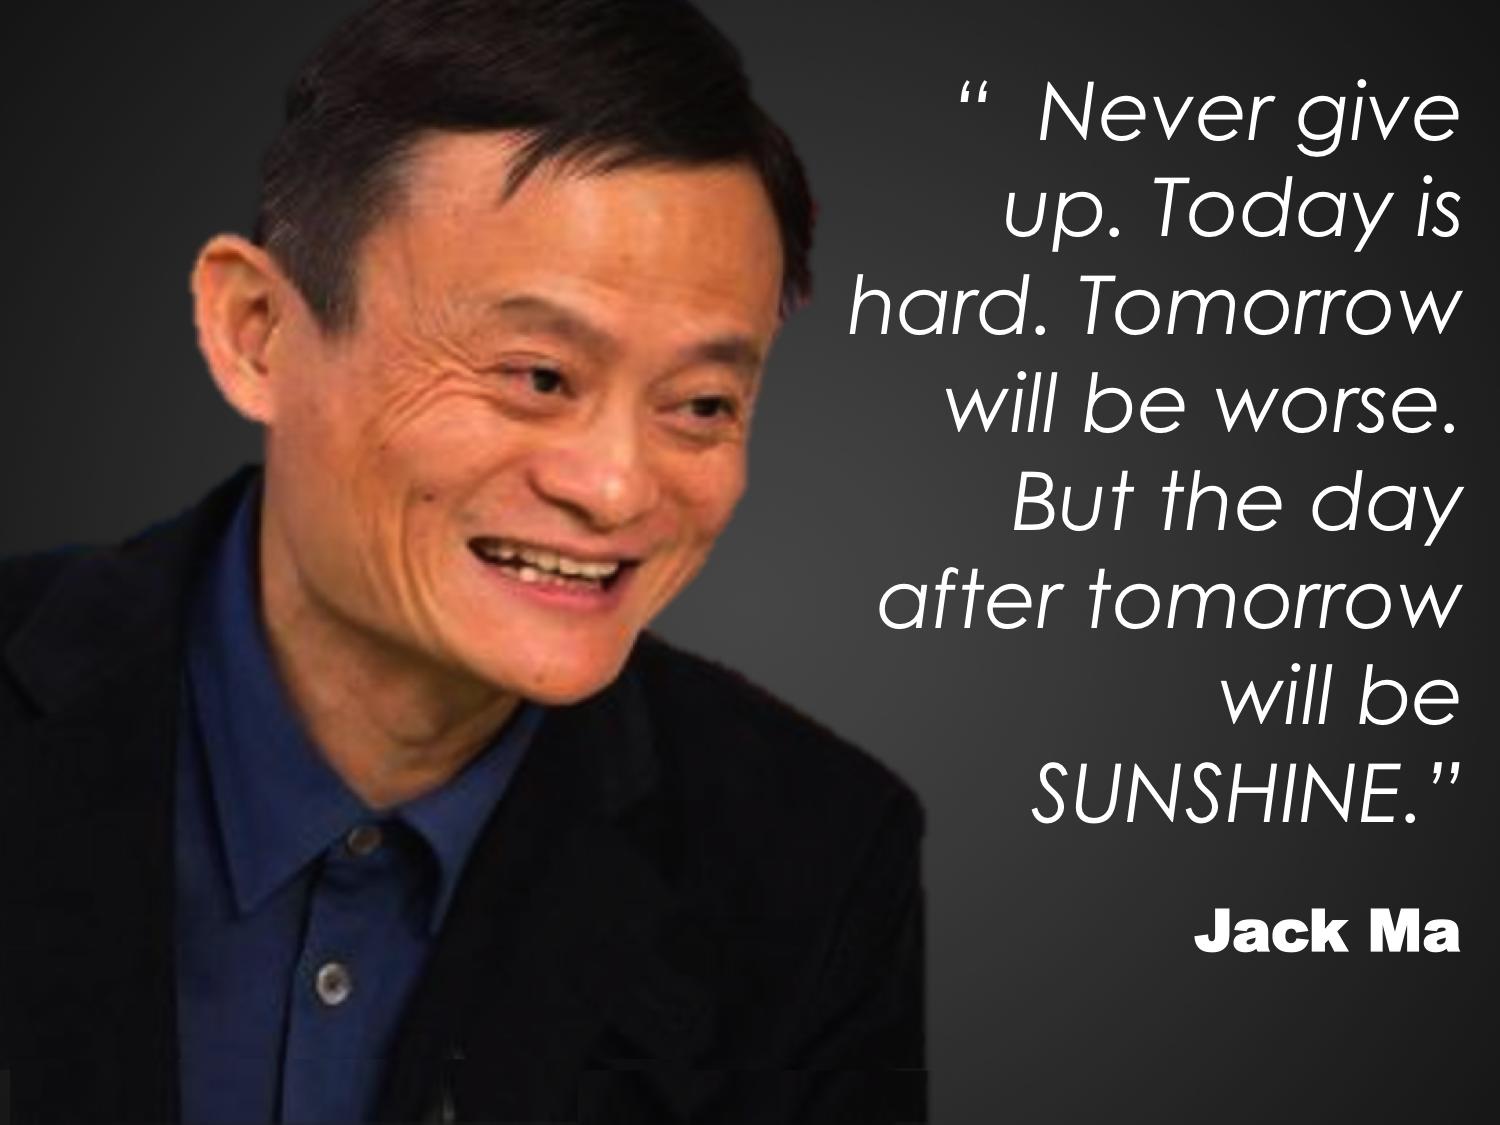 “ Never give
up. Today is
hard. Tomorrow
will be worse.
But the day
after tomorrow
will be
SUNSHINE.”
Jack Ma